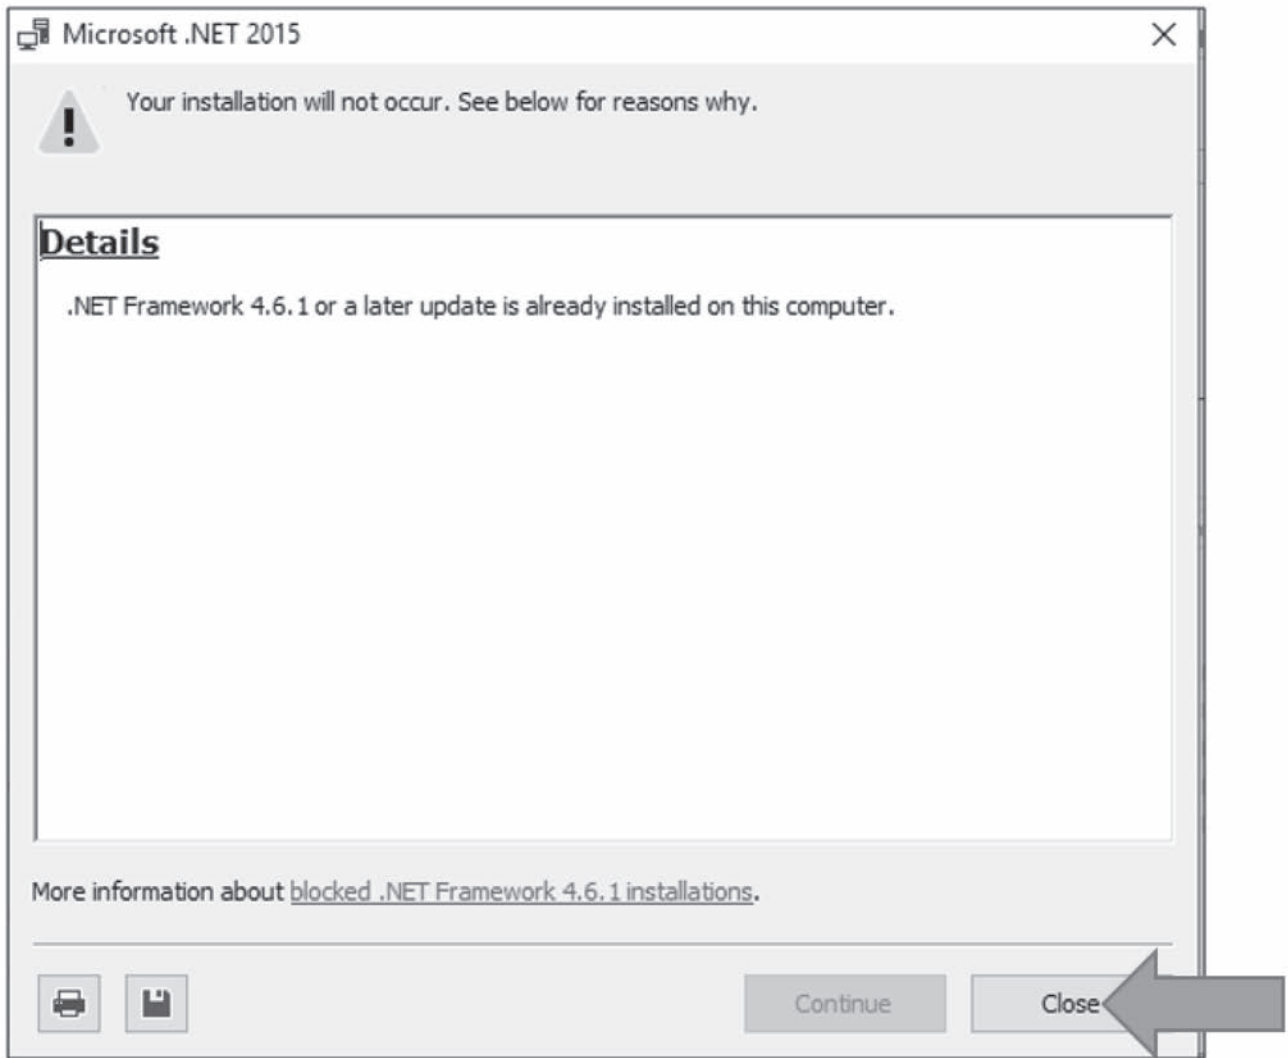 Microsoft .NET 2015
Your installation will not occur. See below for reasons why.
Details
.NET Framework 4.6.1 or a later update is already installed on this computer.
More information about blocked .NET Framework 4.6.1 installations.
Continue
Close